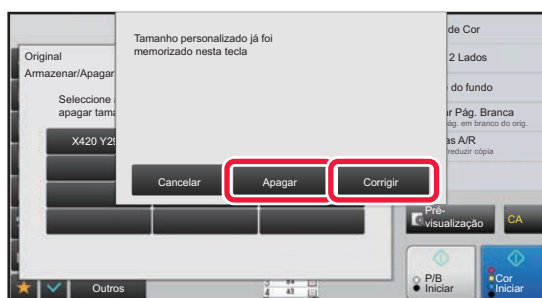 Tamanho personalizado já foi
memorizado nesta tecla
Cancelar
Apagar
Corrigir
Original
Armazenar/Apagar
Seleccione
apagar tama
X420 Y29
de Cor
2 Lados
do fundo
r Pág. Branca
ág. em branco do orig.
as A/R
reduzir cópia
Pré-
visualização
CA
P/B
Iniciar
Cor
Iniciar
Outros